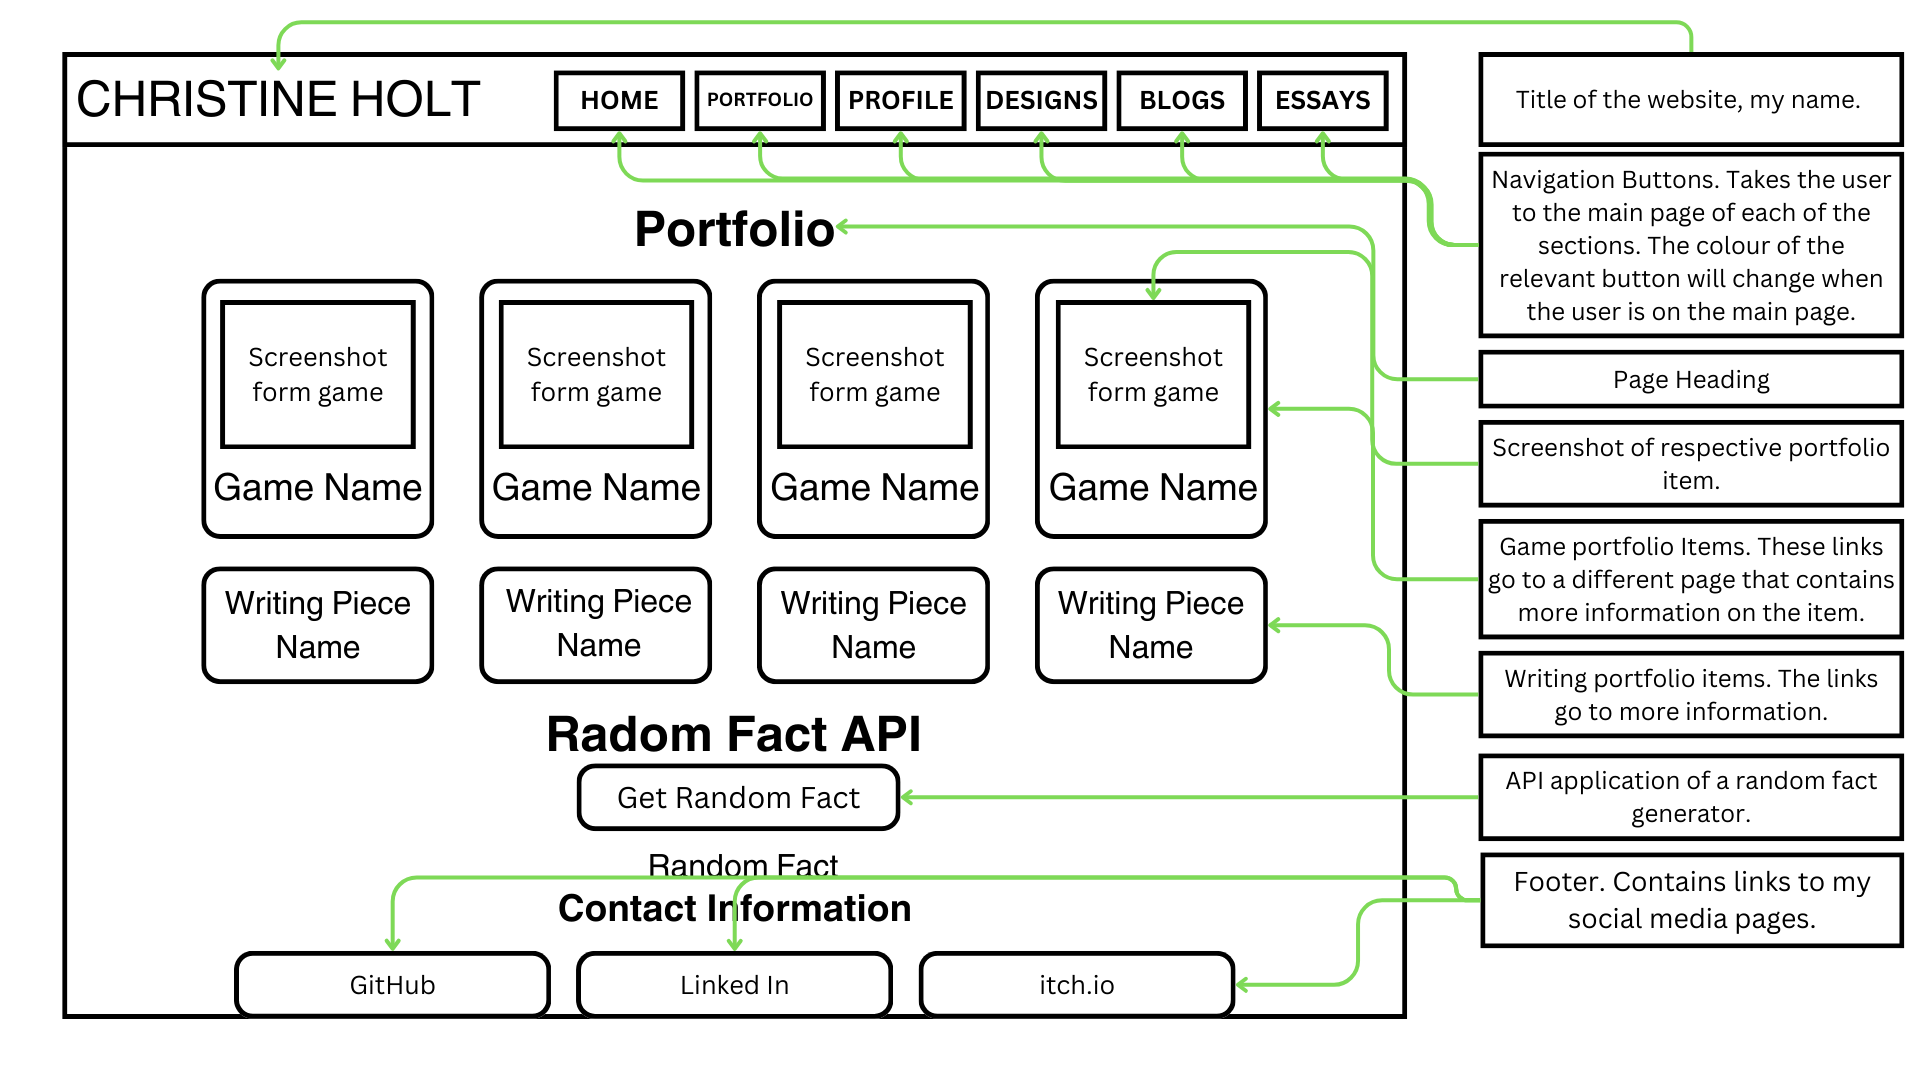 CHRISTINE HOLT
HOME
PORTFOLIO
PROFILE
DESIGNS
BLOGS
ESSAYS
Portfolio
Screenshot
form game
Game Name
Screenshot
form game
Game Name
Screenshot
form game
Game Name
Screenshot
form game
Game Name
Writing Piece
Name
Writing Piece
Name
Writing Piece
Name
Writing Piece
Name
Radom Fact API
Get Random Fact
Random Fact
Contact Information
GitHub
Linked In
itch.io
Title of the website, my name.
Navigation Buttons. Takes the user
to the main page of each of the
sections. The colour of the
relevant button will change when
the user is on the main page.
Page Heading
Screenshot of respective portfolio
item.
Game portfolio Items. These links
go to a different page that contains
more information on the item.
Writing portfolio items. The links
go to more information.
API application of a random fact
generator.
Footer. Contains links to my
social media pages.